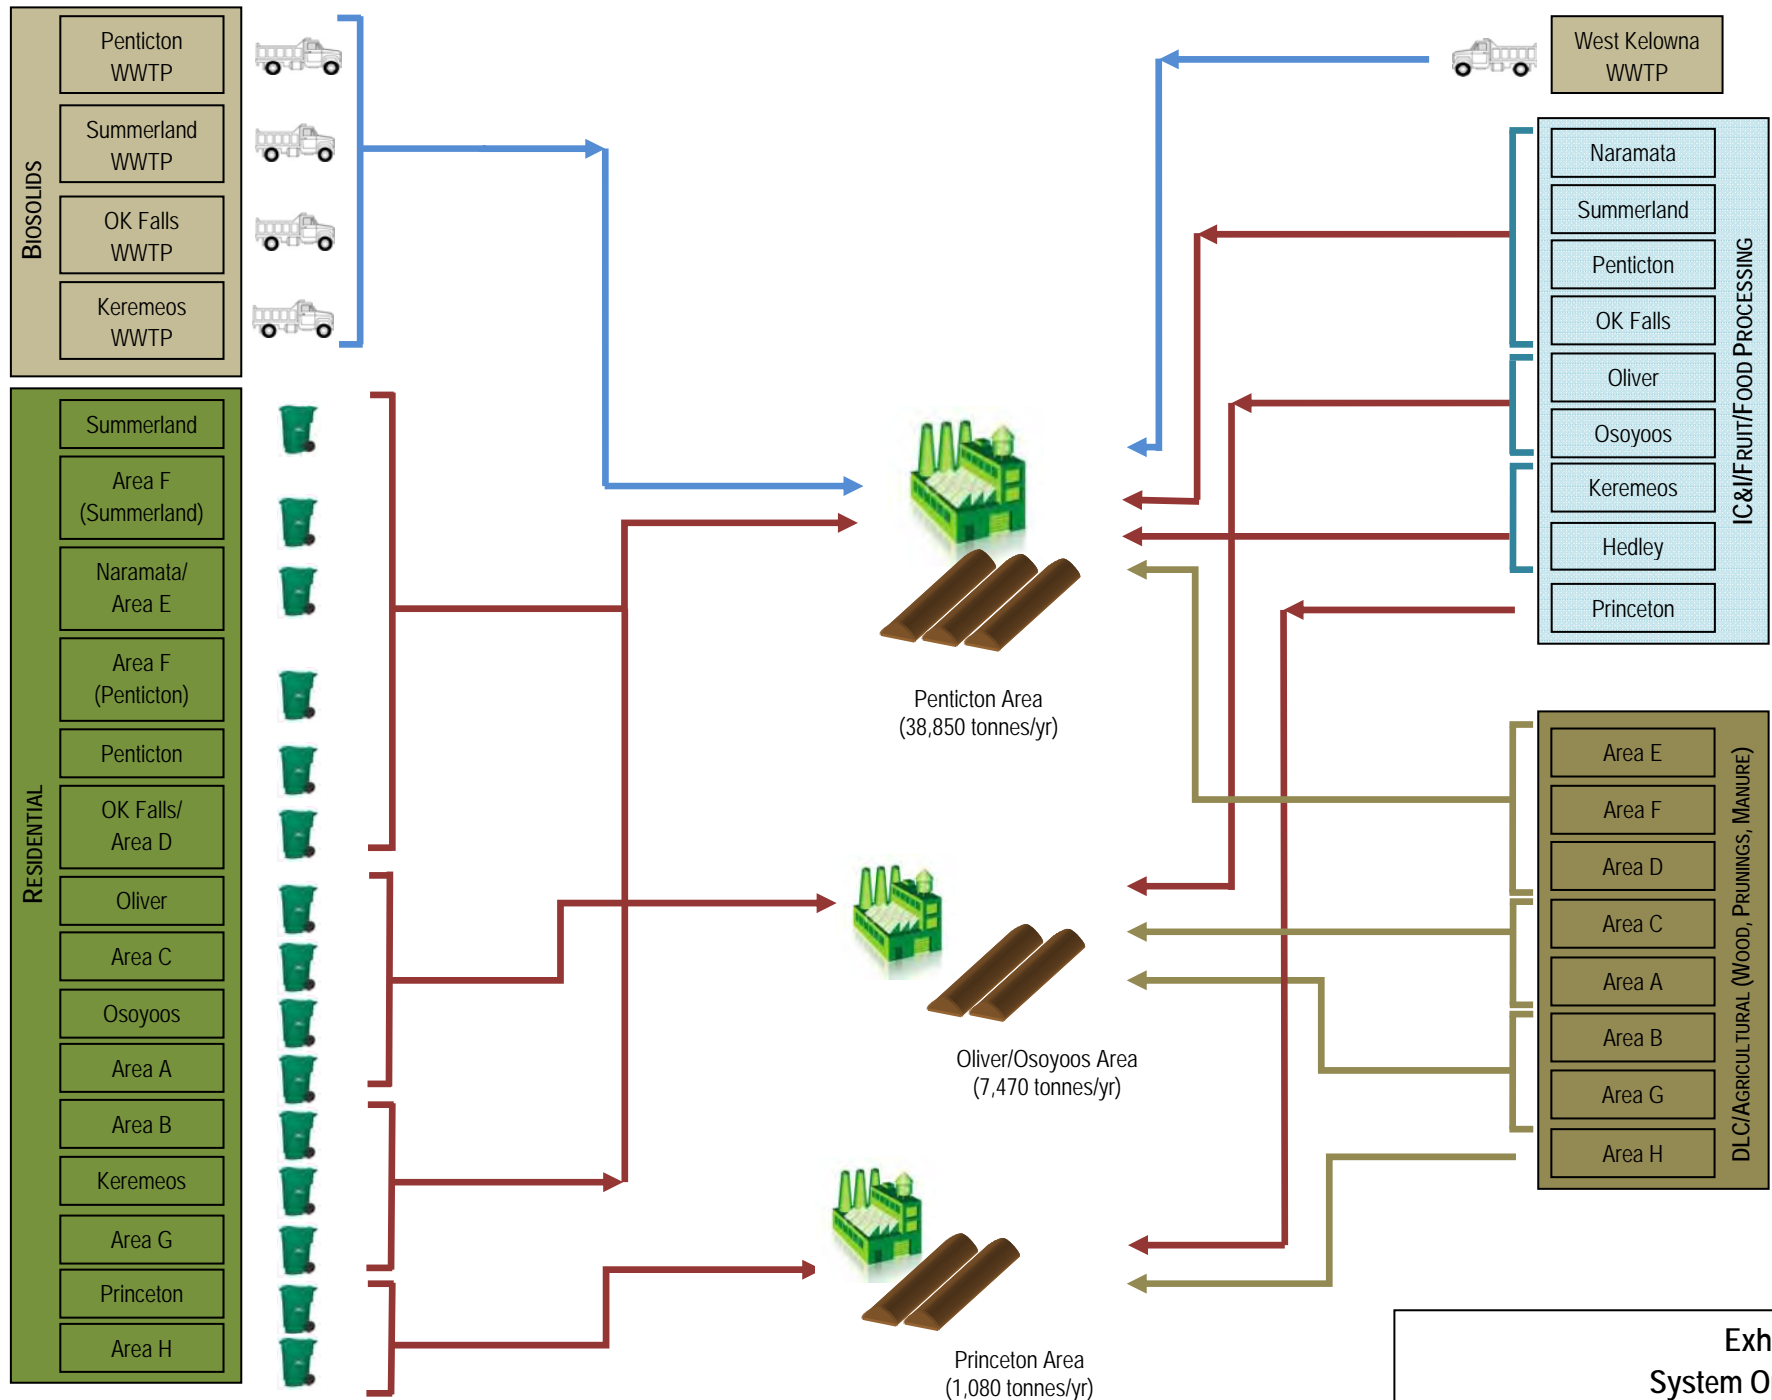 BIOSOLIDS
Penticton
WWTP
Summerland
WWTP
OK Falls
WWTP
Keremeos
WWTP
RESIDENTIAL
Summerland
Area F
(Summerland)
Naramata/
Area E
Area F
(Penticton)
Penticton
OK Falls/
Area D
Oliver
Area C
Osoyoos
Area A
Area B
Keremeos
Area G
Princeton
Area H
Penticton Area
(38,850 tonnes/yr)
Oliver/Osoyoos Area
(7,470 tonnes/yr)
Princeton Area
(1,080 tonnes/yr)
West Kelowna
WWTP
IC&I/FRUIT/FOOD PROCESSING
Naramata
Summerland
Penticton
OK Falls
Oliver
Osoyoos
Keremeos
Hedley
Princeton
DLC/AGRICULTURAL (WOOD, PRUNINGS, MANURE)
Area E
Area F
Area D
Area C
Area A
Area B
Area G
Area H
Exh
System O